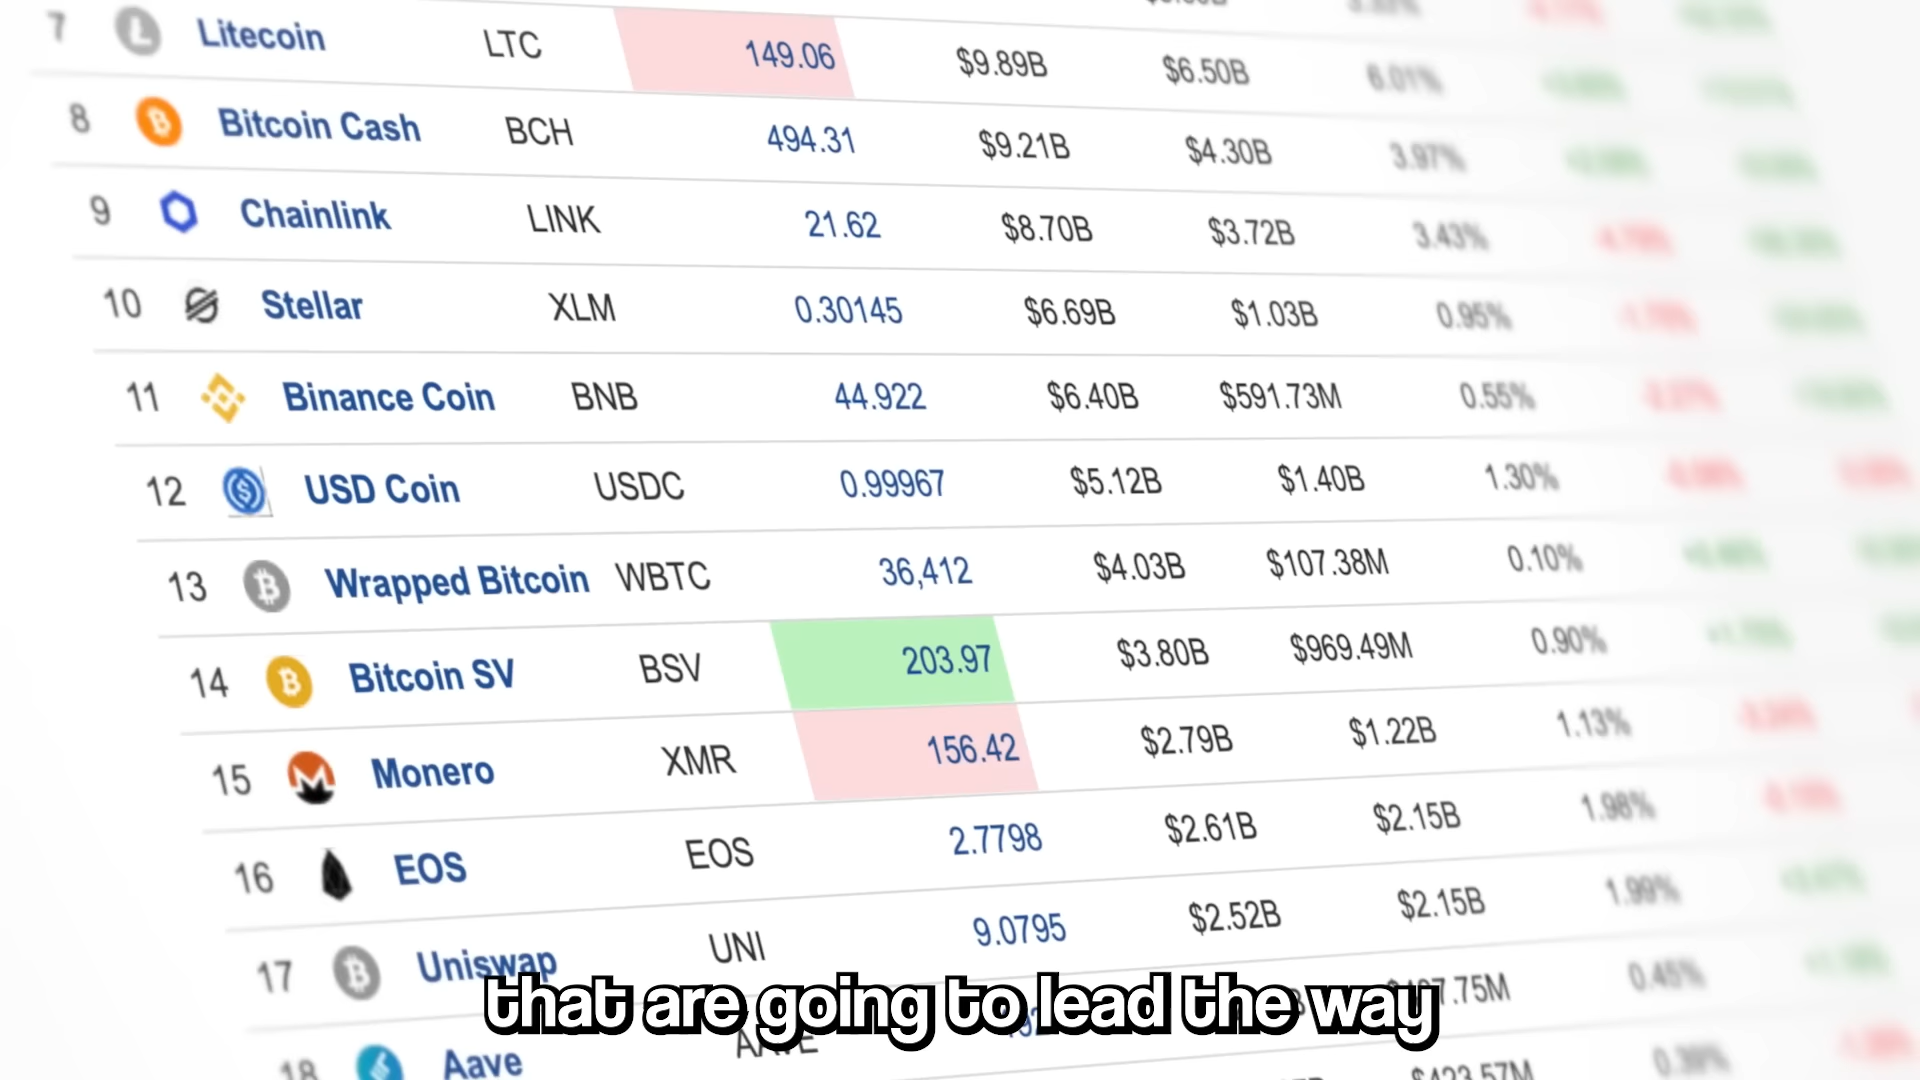 7 Litecoin LTC 149.06 $9.89B $6.50B 6.01%
8 Bitcoin Cash BCH 494.31 $9.21B $4.30B 3.97%
9 Chainlink LINK 21.62 $8.70B $3.72B 3.43%
10 Stellar XLM 0.30145 $6.69B $1.03B 0.95%
11 Binance Coin BNB 44.922 $6.40B $591.73M 0.55%
12 USD Coin USDC 0.99967 $5.12B $1.40B 1.30%
13 Wrapped Bitcoin WBTC 36,412 $4.03B $107.38M 0.10%
14 Bitcoin SV BSV 203.97 $3.80B $969.49M 0.90%
15 Monero XMR 156.42 $2.79B $1.22B 1.13%
16 EOS EOS 2.7798 $2.61B $2.15B 1.98%
17 Uniswap UNI 9.0795 $2.52B $2.15B 1.99%
18 Aave AAVE 0.45%
that are going to lead the way